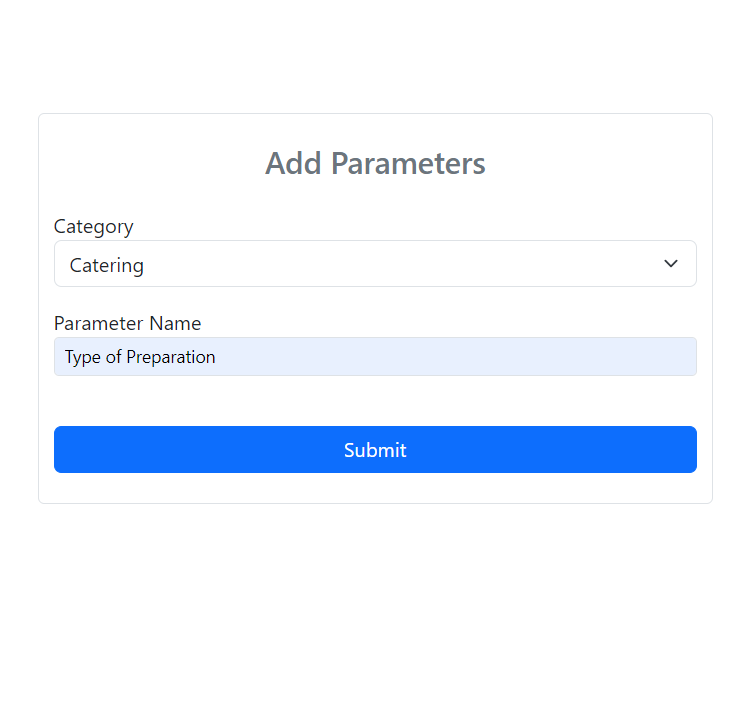 Add Parameters
Category
Catering
Parameter Name
Type of Preparation
Submit